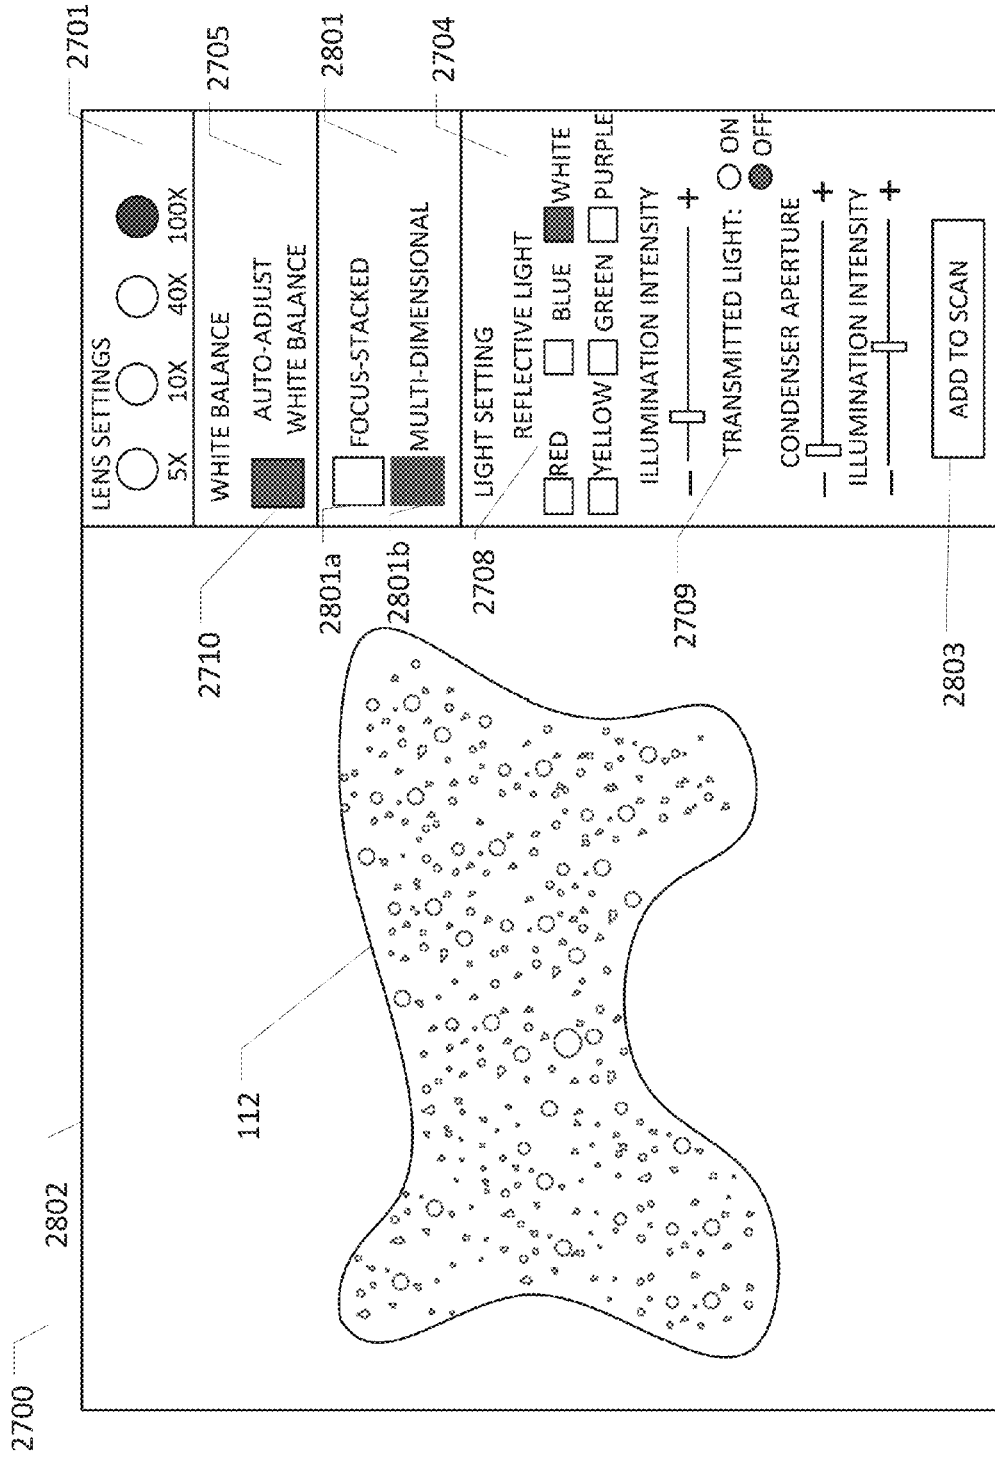 2700
2802
112
2710
2801a
2801b
2708
2709
2803
2701
2705
2801
2704
LENS SETTINGS
5X 10X 40X 100X
WHITE BALANCE
AUTO-ADJUST
WHITE BALANCE
FOCUS-STACKED
MULTI-DIMENSIONAL
LIGHT SETTING
REFLECTIVE LIGHT
RED BLUE WHITE
YELLOW GREEN PURPLE
ILLUMINATION INTENSITY
− +
TRANSMITTED LIGHT: ON
OFF
CONDENSER APERTURE
− +
ILLUMINATION INTENSITY
− +
ADD TO SCAN